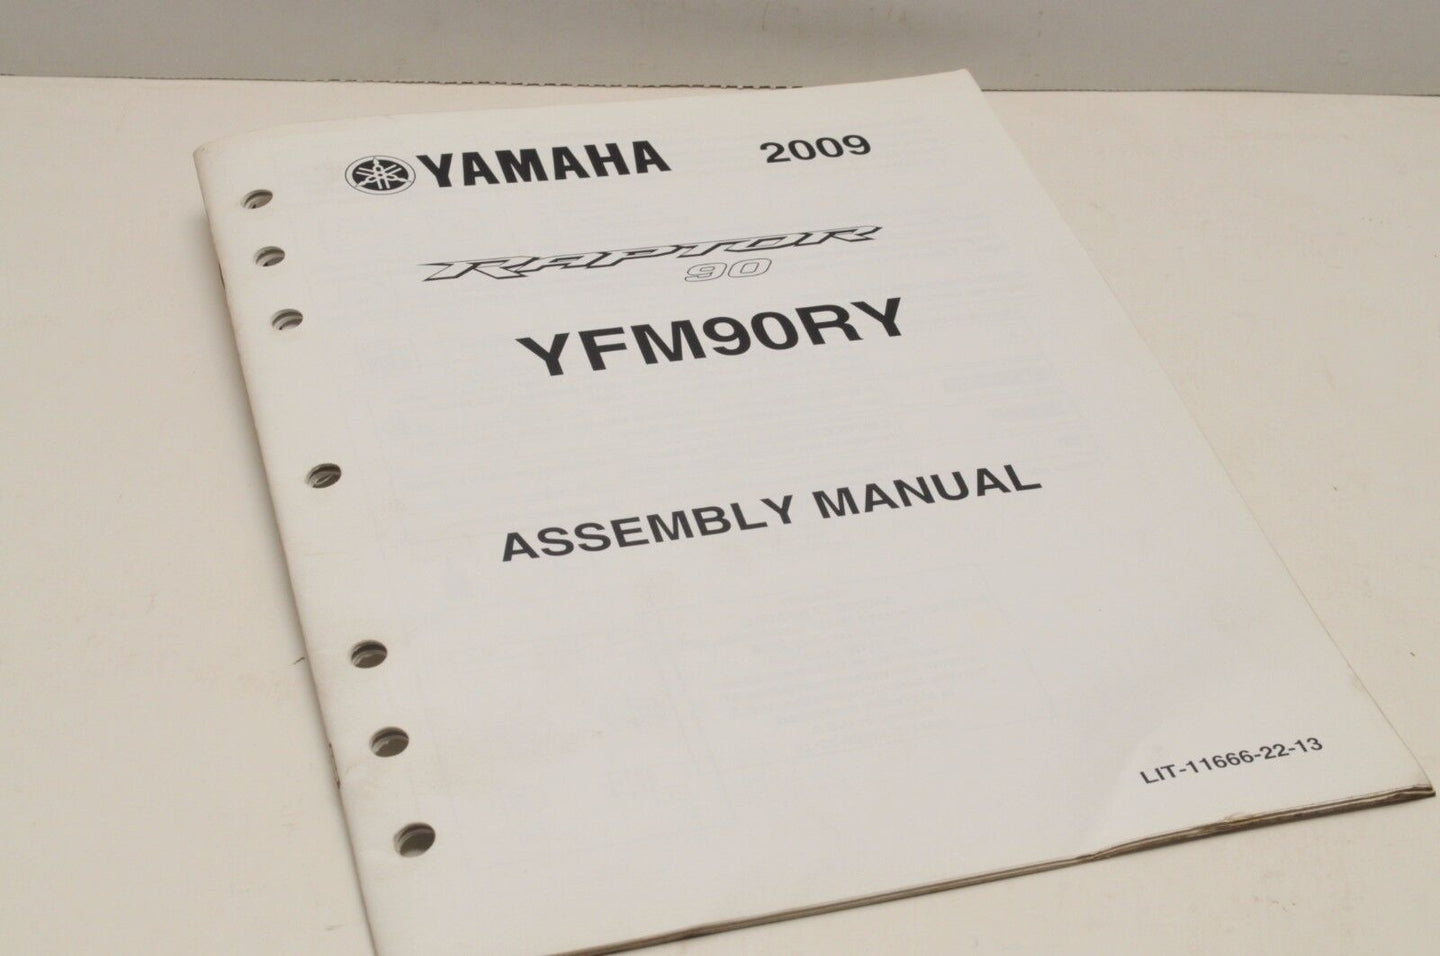 YAMAHA 2009
RAPTOR
90
YFM90RY
ASSEMBLY MANUAL
LIT-11666-22-13